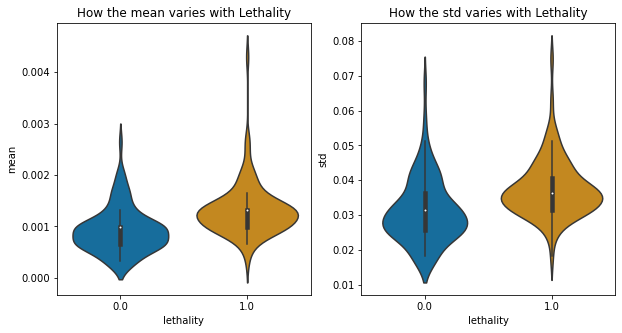 How the mean varies with Lethality
mean
0.004
0.003
0.002
0.001
0.000
0.0
1.0
lethality
How the std varies with Lethality
std
0.08
0.07
0.06
0.05
0.04
0.03
0.02
0.01
0.0
1.0
lethality